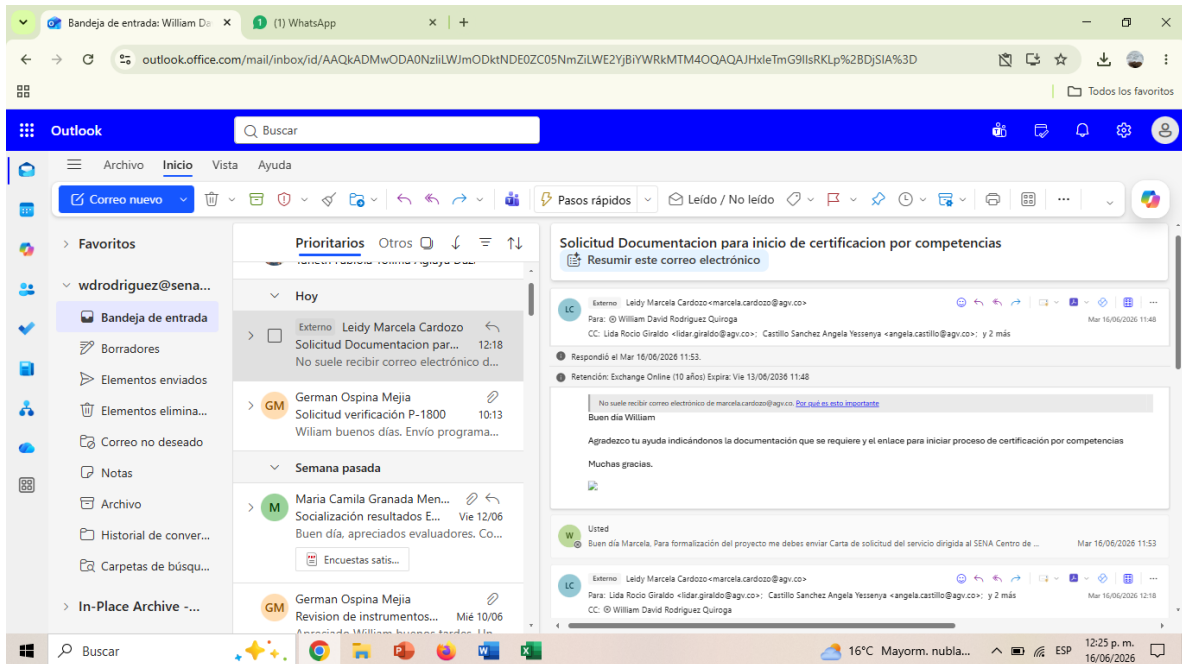 Bandeja de entrada: William Da
(1) WhatsApp
outlook.office.com/mail/inbox/id/AAQkADMwODA0NzliLWJmODktNDE0ZC05NmZiLWE2YjBiYWRkMTM4OQAQAJHxleTmG9IIsRKLp%2BDjSIA%3D
Todos los favoritos
Outlook
Buscar
Archivo Inicio Vista Ayuda
Correo nuevo
Pasos rápidos
Leído / No leído
Favoritos
wdrodriguez@sena...
Bandeja de entrada
Borradores
Elementos enviados
Elementos elimina...
Correo no deseado
Notas
Archivo
Historial de conver...
Carpetas de búsqu...
In-Place Archive -...
Prioritarios Otros
Hoy
Externo Leidy Marcela Cardozo
Solicitud Documentacion par... 12:18
No suele recibir correo electrónico d...
GM
German Ospina Mejia
Solicitud verificación P-1800 10:13
Wiliam buenos días. Envío programa...
Semana pasada
M
Maria Camila Granada Men...
Socialización resultados E... Vie 12/06
Buen día, apreciados evaluadores. Co...
Encuestas satis...
GM
German Ospina Mejia
Revision de instrumentos... Mié 10/06
Apreciado William buenos tardes. Un
Solicitud Documentacion para inicio de certificacion por competencias
Resumir este correo electrónico
LC
Externo Leidy Marcela Cardozo<marcela.cardozo@agv.co>
Para: William David Rodriguez Quiroga
Mar 16/06/2026 11:48
CC: Lida Rocio Giraldo <lidar.giraldo@agv.co>; Castillo Sanchez Angela Yessenya <angela.castillo@agv.co>; y 2 más
Respondió el Mar 16/06/2026 11:53.
Retención: Exchange Online (10 años) Expira: Vie 13/06/2036 11:48
No suele recibir correo electrónico de marcela.cardozo@agv.co. Por qué es esto importante
Buen día William
Agradezco tu ayuda indicándonos la documentación que se requiere y el enlace para iniciar proceso de certificación por competencias
Muchas gracias.
W
Usted
Buen día Marcela, Para formalización del proyecto me debes enviar Carta de solicitud del servicio dirigida al SENA Centro de ... Mar 16/06/2026 11:53
LC
Externo Leidy Marcela Cardozo<marcela.cardozo@agv.co>
Para: Lida Rocio Giraldo <lidar.giraldo@agv.co>; Castillo Sanchez Angela Yessenya <angela.castillo@agv.co>; y 2 más
Mar 16/06/2026 12:18
CC: William David Rodriguez Quiroga
Buscar
16°C Mayorm. nubla...
ESP
12:25 p. m.
16/06/2026